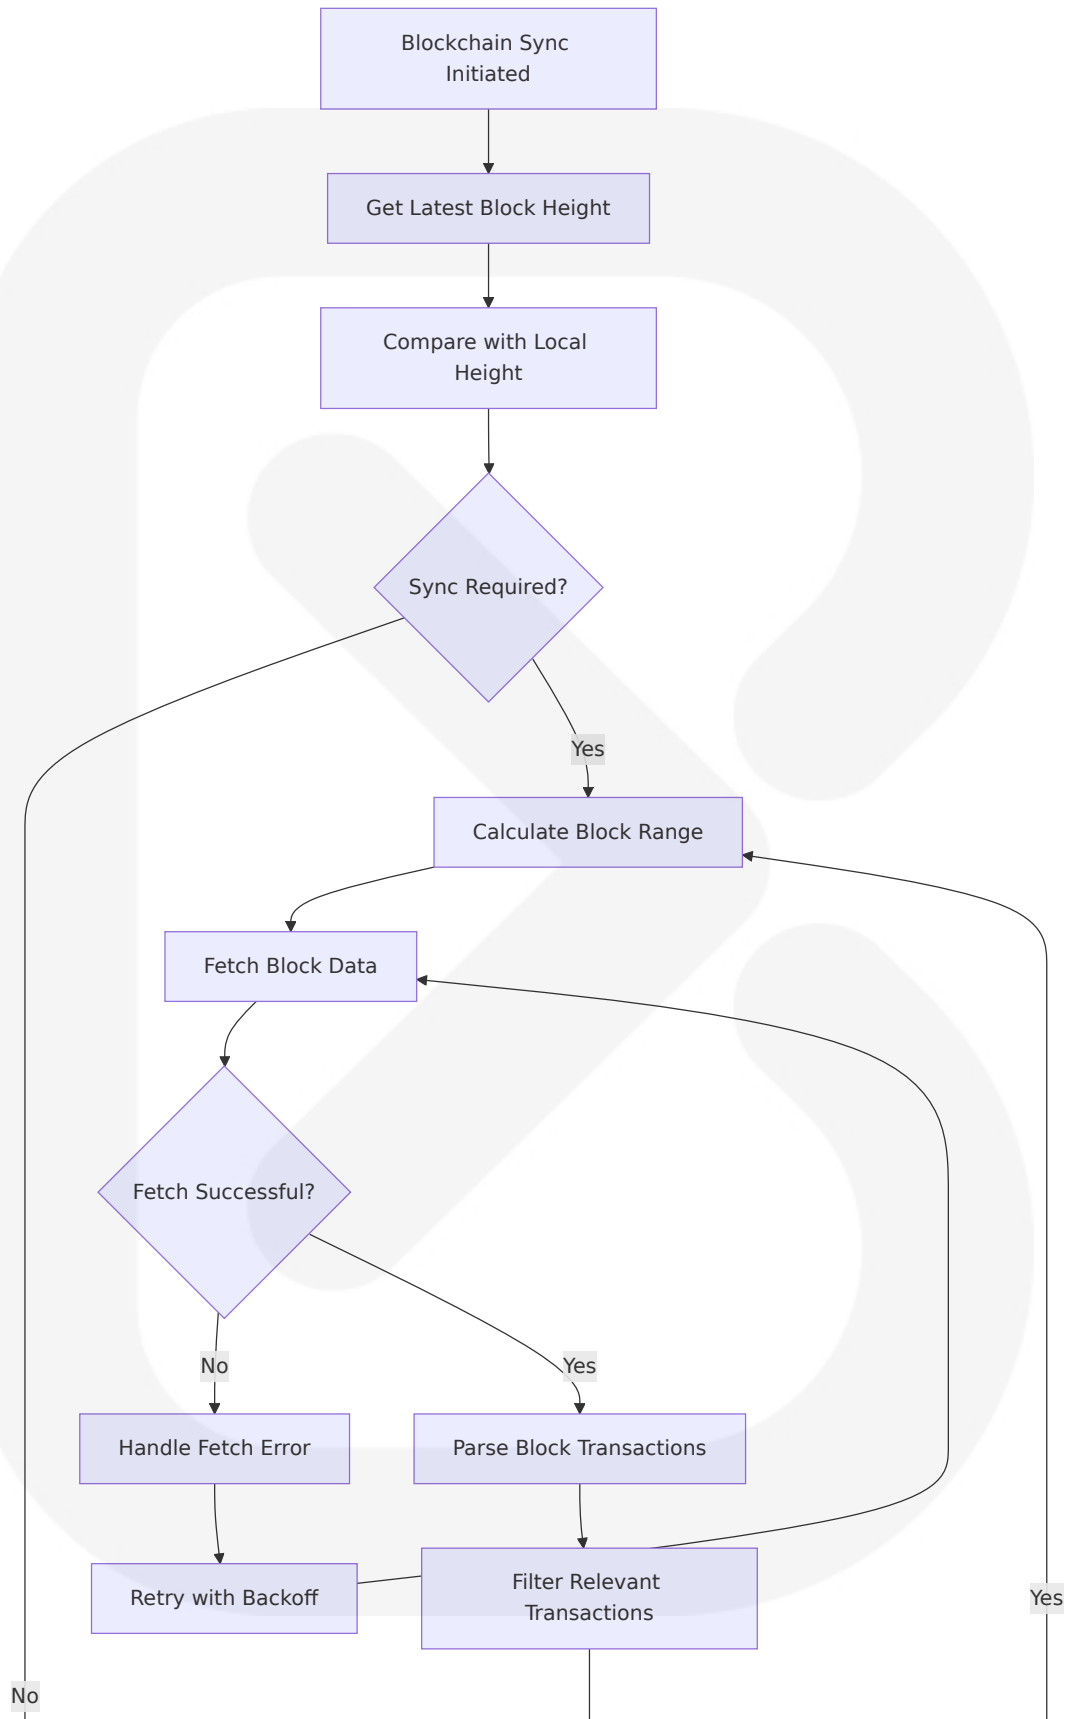 Blockchain Sync
Initiated
Get Latest Block Height
Compare with Local
Height
Sync Required?
Yes
Calculate Block Range
Fetch Block Data
Fetch Successful?
No
Yes
Handle Fetch Error
Parse Block Transactions
Retry with Backoff
Filter Relevant
Transactions
Yes
No